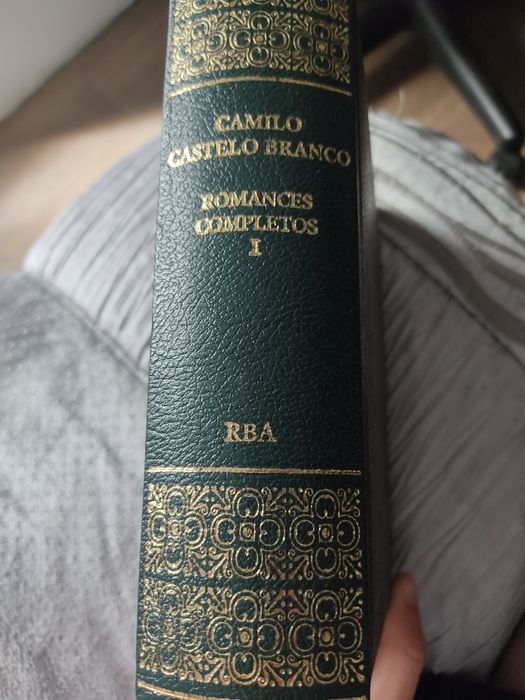 CAMILO
CASTELO BRANCO
ROMANCES
COMPLETOS
I
RBA